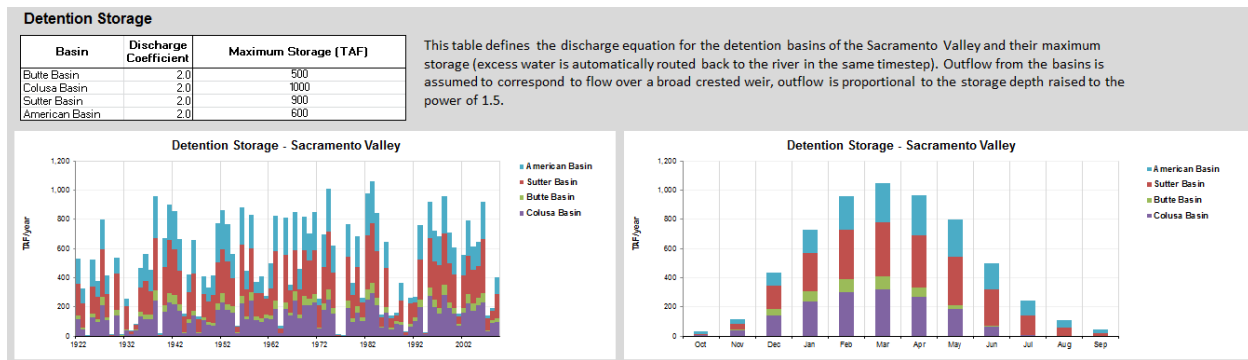 Detention Storage
Basin Discharge Coefficient Maximum Storage (TAF)
Butte Basin 2.0 500
Colusa Basin 2.0 1000
Sutter Basin 2.0 900
American Basin 2.0 600
This table defines the discharge equation for the detention basins of the Sacramento Valley and their maximum
storage (excess water is automatically routed back to the river in the same timestep). Outflow from the basins is
assumed to correspond to flow over a broad crested weir, outflow is proportional to the storage depth raised to the
power of 1.5.
Detention Storage - Sacramento Valley
TAF/year
1,200
1,000
800
600
400
200
0
1922 1932 1942 1952 1962 1972 1982 1992 2002
American Basin
Sutter Basin
Butte Basin
Colusa Basin
Detention Storage - Sacramento Valley
TAF/year
1,200
1,000
800
600
400
200
0
Oct Nov Dec Jan Feb Mar Apr May Jun Jul Aug Sep
American Basin
Sutter Basin
Butte Basin
Colusa Basin